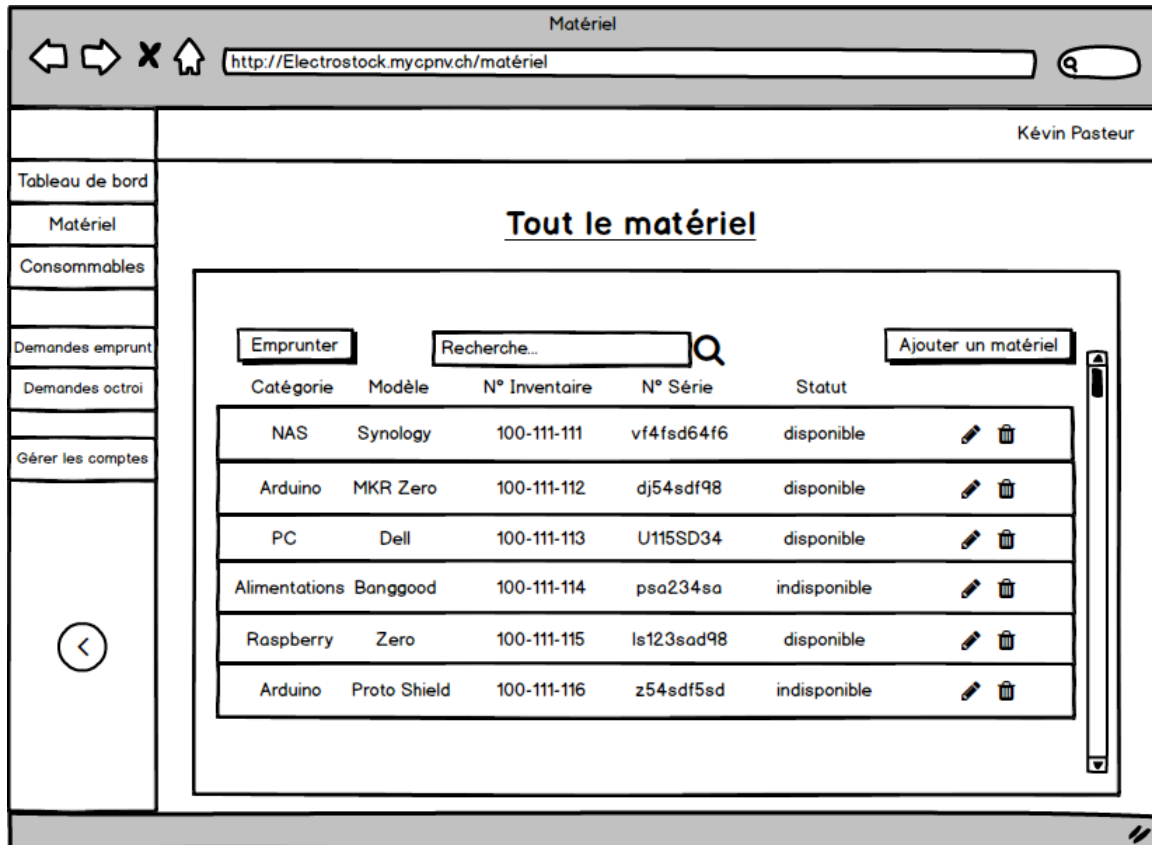 Matériel
http://Electrostock.mycpnv.ch/matériel
Kévin Pasteur
Tableau de bord
Matériel
Consommables
Demandes emprunt
Demandes octroi
Gérer les comptes
Tout le matériel
Emprunter Recherche... Ajouter un matériel
Catégorie Modèle N° Inventaire N° Série Statut
NAS Synology 100-111-111 vf4fsd64f6 disponible
Arduino MKR Zero 100-111-112 dj54sdf98 disponible
PC Dell 100-111-113 U115SD34 disponible
Alimentations Banggood 100-111-114 psa234sa indisponible
Raspberry Zero 100-111-115 ls123sad98 disponible
Arduino Proto Shield 100-111-116 z54sdf5sd indisponible